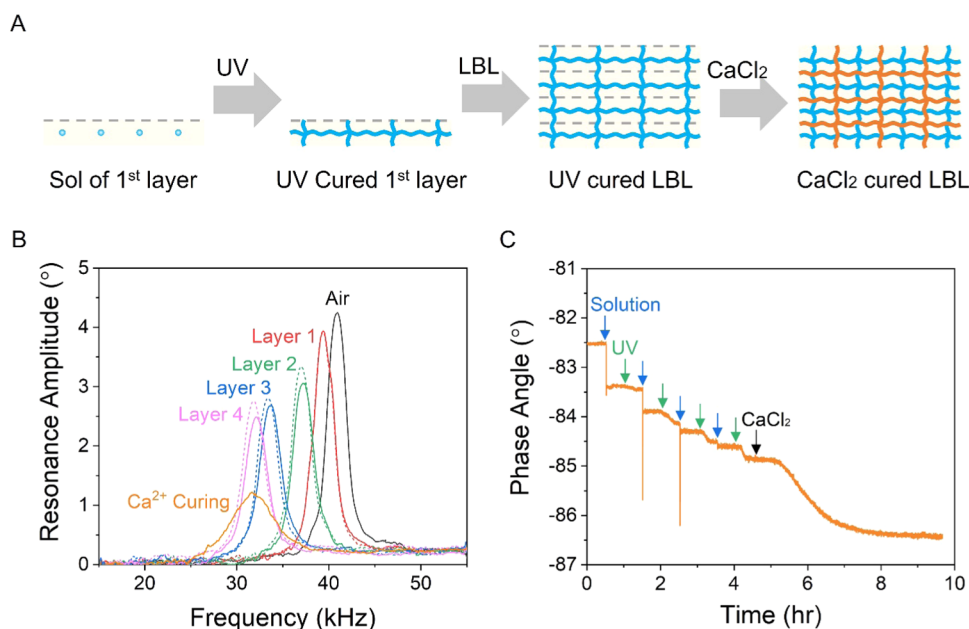 A
UV
LBL
CaCl₂
Sol of 1ˢᵗ layer
UV Cured 1ˢᵗ layer
UV cured LBL
CaCl₂ cured LBL
B
Resonance Amplitude (°)
5
4
3
2
1
0
Air
Layer 1
Layer 2
Layer 3
Layer 4
Ca²⁺ Curing
20
30
40
50
Frequency (kHz)
C
Phase Angle (°)
-81
-82
-83
-84
-85
-86
-87
Solution
UV
CaCl₂
0
2
4
6
8
10
Time (hr)